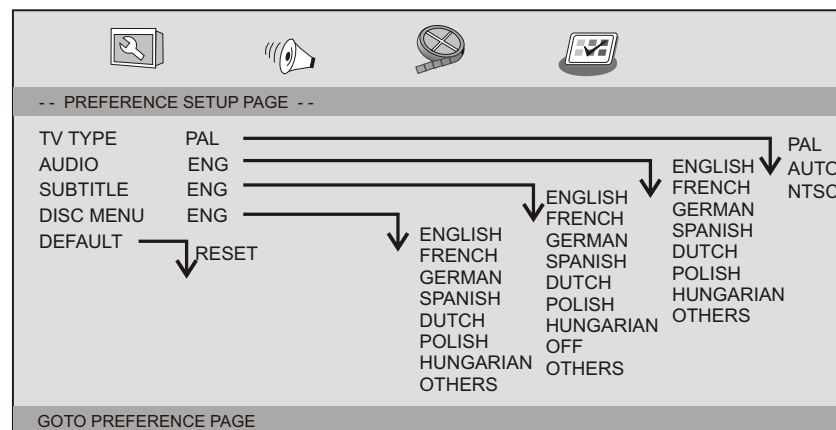 - - PREFERENCE SETUP PAGE - -
TV TYPE PAL
AUDIO ENG
SUBTITLE ENG
DISC MENU ENG
DEFAULT
RESET
ENGLISH
FRENCH
GERMAN
SPANISH
DUTCH
POLISH
HUNGARIAN
OTHERS
ENGLISH
FRENCH
GERMAN
SPANISH
DUTCH
POLISH
HUNGARIAN
OFF
OTHERS
ENGLISH
FRENCH
GERMAN
SPANISH
DUTCH
POLISH
HUNGARIAN
OTHERS
PAL
AUTO
NTSC
GOTO PREFERENCE PAGE